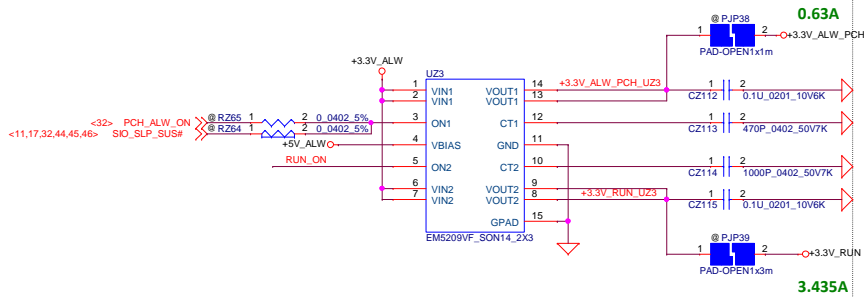 0.63A
@ PJP38
1 2 +3.3V_ALW_PCH
PAD-OPEN1x1m
+3.3V_ALW
UZ3
1 VIN1 VOUT1 14 +3.3V_ALW_PCH_UZ3
2 VIN1 VOUT1 13
1 2
CZ112 0.1U_0201_10V6K
<32> PCH_ALW_ON @ RZ65 1 2 0_0402_5%
<11,17,32,44,45,46> SIO_SLP_SUS# @ RZ64 1 2 0_0402_5%
3 ON1 CT1 12
1 2
CZ113 470P_0402_50V7K
+5V_ALW 4 VBIAS GND 11
RUN_ON 5 ON2 CT2 10
1 2
CZ114 1000P_0402_50V7K
6 VIN2 VOUT2 9
7 VIN2 VOUT2 8 +3.3V_RUN_UZ3
1 2
CZ115 0.1U_0201_10V6K
GPAD 15
EM5209VF_SON14_2X3
@ PJP39
1 2 +3.3V_RUN
PAD-OPEN1x3m
3.435A